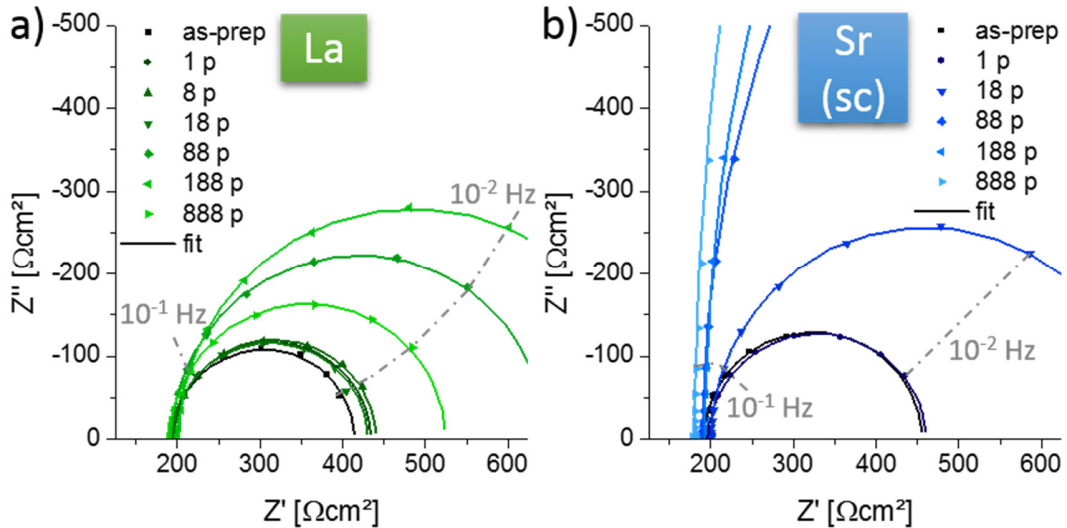 a)
La
as-prep
1 p
8 p
18 p
88 p
188 p
888 p
fit
10⁻¹ Hz
10⁻² Hz
-500
-400
-300
-200
-100
0
Z'' [Ωcm²]
200 300 400 500 600
Z' [Ωcm²]
b)
Sr
(sc)
as-prep
1 p
18 p
88 p
188 p
888 p
fit
10⁻¹ Hz
10⁻² Hz
-500
-400
-300
-200
-100
0
Z'' [Ωcm²]
200 300 400 500 600
Z' [Ωcm²]